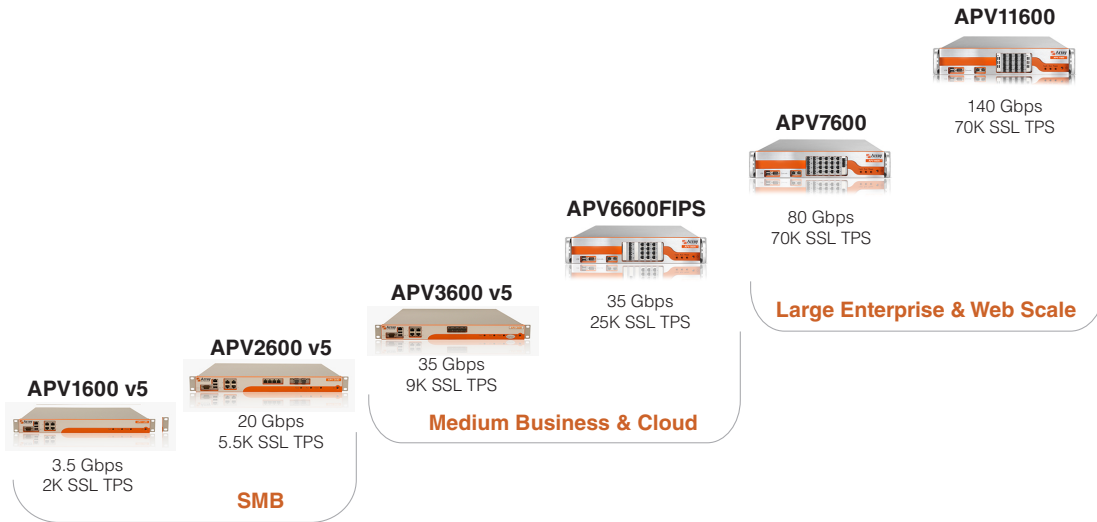 APV11600
140 Gbps
70K SSL TPS
APV7600
80 Gbps
70K SSL TPS
Large Enterprise & Web Scale
APV6600FIPS
35 Gbps
25K SSL TPS
APV3600 v5
35 Gbps
9K SSL TPS
Medium Business & Cloud
APV2600 v5
20 Gbps
5.5K SSL TPS
APV1600 v5
3.5 Gbps
2K SSL TPS
SMB